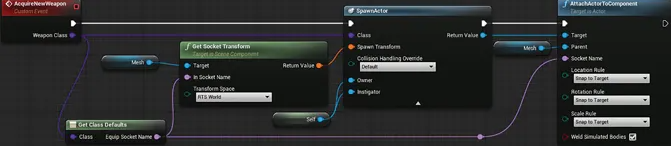 AcquireNewWeapon
Custom Event
Weapon Class
Mesh
Get Socket Transform
Target is Scene Component
Target
Return Value
In Socket Name
Transform Space
RTS World
Get Class Defaults
Class
Equip Socket Name
Self
SpawnActor
Class
Return Value
Spawn Transform
Collision Handling Override
Default
Owner
Instigator
Mesh
AttachActorToComponent
Target is Actor
Target
Parent
Socket Name
Location Rule
Snap to Target
Rotation Rule
Snap to Target
Scale Rule
Snap to Target
Weld Simulated Bodies